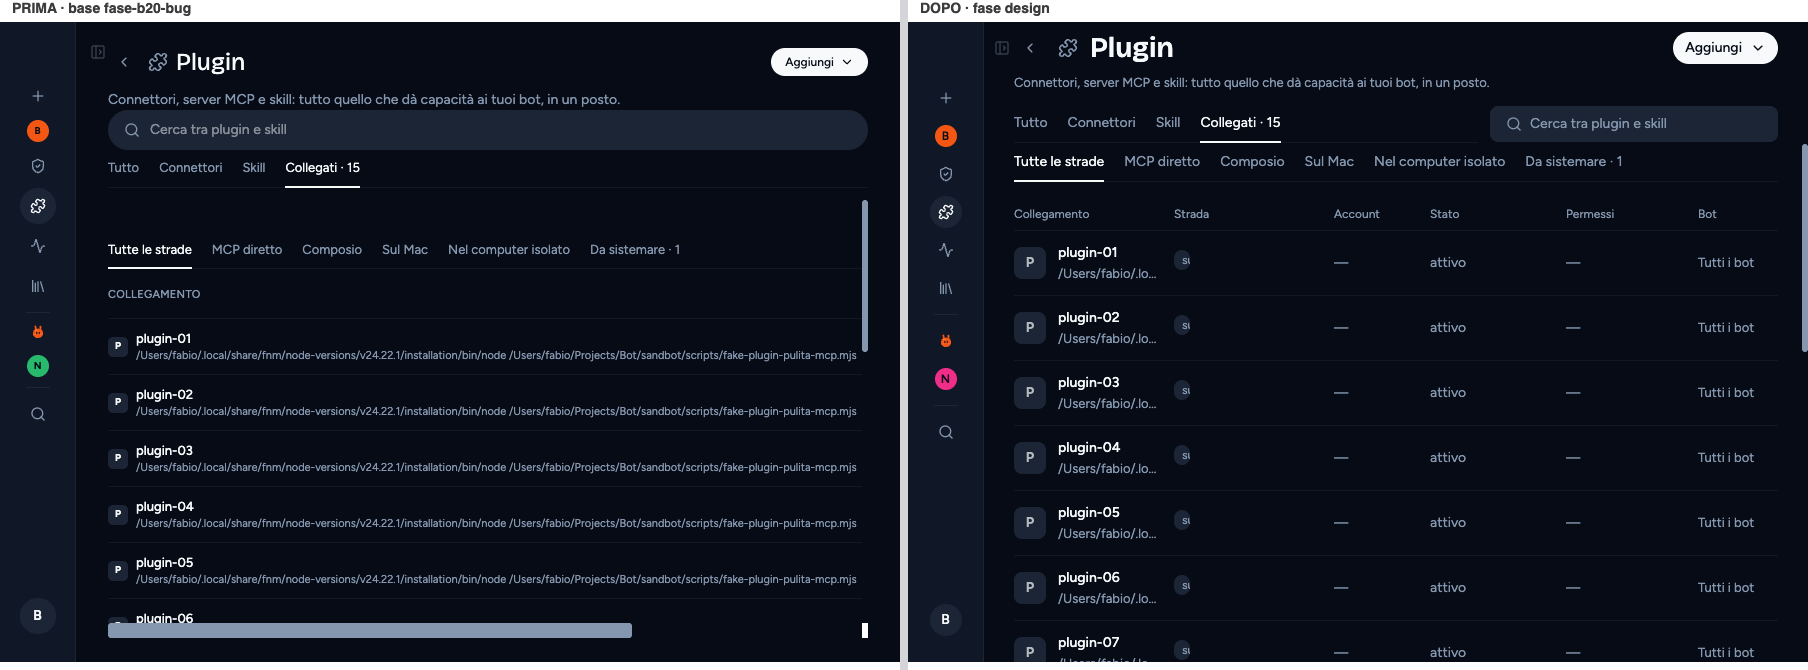 PRIMA · base fase-b20-bug
Plugin
Aggiungi
Connettori, server MCP e skill: tutto quello che dà capacità ai tuoi bot, in un posto.
Cerca tra plugin e skill
Tutto Connettori Skill Collegati · 15
Tutte le strade MCP diretto Composio Sul Mac Nel computer isolato Da sistemare · 1
COLLEGAMENTO
P plugin-01
/Users/fabio/.local/share/fnm/node-versions/v24.22.1/installation/bin/node /Users/fabio/Projects/Bot/sandbot/scripts/fake-plugin-pulita-mcp.mjs
P plugin-02
/Users/fabio/.local/share/fnm/node-versions/v24.22.1/installation/bin/node /Users/fabio/Projects/Bot/sandbot/scripts/fake-plugin-pulita-mcp.mjs
P plugin-03
/Users/fabio/.local/share/fnm/node-versions/v24.22.1/installation/bin/node /Users/fabio/Projects/Bot/sandbot/scripts/fake-plugin-pulita-mcp.mjs
P plugin-04
/Users/fabio/.local/share/fnm/node-versions/v24.22.1/installation/bin/node /Users/fabio/Projects/Bot/sandbot/scripts/fake-plugin-pulita-mcp.mjs
P plugin-05
/Users/fabio/.local/share/fnm/node-versions/v24.22.1/installation/bin/node /Users/fabio/Projects/Bot/sandbot/scripts/fake-plugin-pulita-mcp.mjs
plugin-06
B
N
B
DOPO · fase design
Plugin
Aggiungi
Connettori, server MCP e skill: tutto quello che dà capacità ai tuoi bot, in un posto.
Tutto Connettori Skill Collegati · 15
Cerca tra plugin e skill
Tutte le strade MCP diretto Composio Sul Mac Nel computer isolato Da sistemare · 1
Collegamento Strada Account Stato Permessi Bot
P plugin-01 — attivo — Tutti i bot
/Users/fabio/.lo...
P plugin-02 — attivo — Tutti i bot
/Users/fabio/.lo...
P plugin-03 — attivo — Tutti i bot
/Users/fabio/.lo...
P plugin-04 — attivo — Tutti i bot
/Users/fabio/.lo...
P plugin-05 — attivo — Tutti i bot
/Users/fabio/.lo...
P plugin-06 — attivo — Tutti i bot
/Users/fabio/.lo...
P plugin-07 — attivo — Tutti i bot
B
N
B